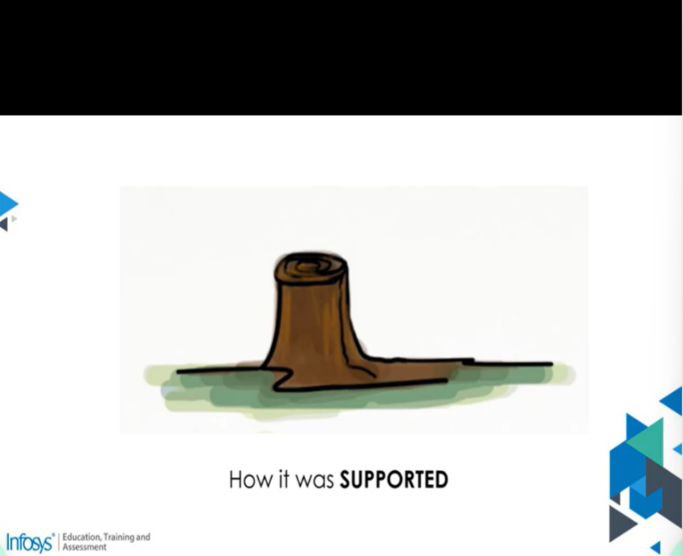 How it was SUPPORTED
Infosys® | Education, Training and
Assessment